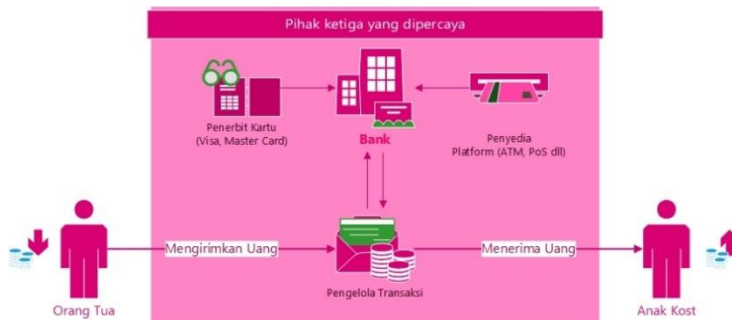 Pihak ketiga yang dipercaya
Penerbit Kartu
(Visa, Master Card)
Bank
Penyedia
Platform (ATM, PoS dll)
Mengirimkan Uang
Menerima Uang
Pengelola Transaksi
Orang Tua
Anak Kost